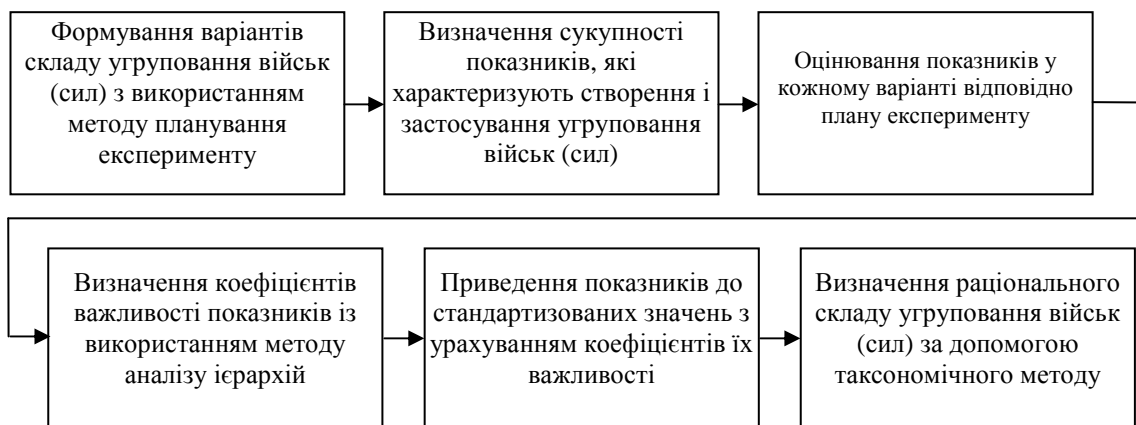 Формування варіантів
складу угруповання військ
(сил) з використанням
методу планування
експерименту
Визначення сукупності
показників, які
характеризують створення і
застосування угруповання
військ (сил)
Оцінювання показників у
кожному варіанті відповідно
плану експерименту
Визначення коефіцієнтів
важливості показників із
використанням методу
аналізу ієрархій
Приведення показників до
стандартизованих значень з
урахуванням коефіцієнтів їх
важливості
Визначення раціонального
складу угруповання військ
(сил) за допомогою
таксономічного методу